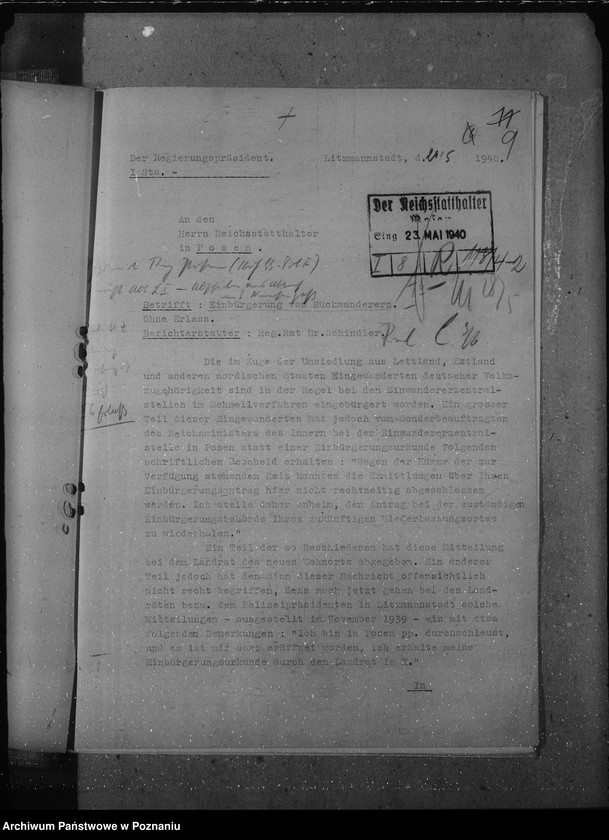 9
Der Regierungspräsident.
Litzmannstadt, d. 1940.
I Sta. -
Der Reichsstatthalter
Eing 23. MAI 1940
I 8
An den
Herrn Reichsstatthalter
in Posen.
Betrifft : Einbürgerung von Rückwanderern.
Ohne Erlass.
Berichterstatter : Reg.Rat Dr.Schindler.
Die im Zuge der Umsiedlung aus Lettland, Estland
und anderen nordischen Staaten Eingewanderten deutscher Volks-
zugehörigkeit sind in der Regel bei den Einwandererzentral-
stellen im Schnellverfahren eingebürgert worden. Ein grosser
Teil dieser Eingewanderten hat jedoch vom Sonderbeauftragten
des Reichsministers des Innern bei der Einwandererzentral-
stelle in Posen statt einer Einbürgerungsurkunde folgenden
schriftlichen Bescheid erhalten : "Wegen der Kürze der zur
Verfügung stehenden Zeit konnten die Ermittlungen über Ihren
Einbürgerungsantrag hier nicht rechtzeitig abgeschlossen
werden. Ich stelle daher anheim, den Antrag bei der zuständigen
Einbürgerungsbehörde Ihres zukünftigen Niederlassungsortes
zu wiederholen."
Ein Teil der so Beschiedenen hat diese Mitteilung
bei dem Landrat des neuen Wohnorts abgegeben. Ein anderer
Teil jedoch hat den Sinn dieser Nachricht offensichtlich
nicht recht begriffen, denn noch jetzt gehen bei den Land-
räten bezw. dem Polizeipräsidenten in Litzmannstadt solche
Mitteilungen - ausgestellt im November 1939 - ein mit etwa
folgenden Bemerkungen : "Ich bin in Posen pp. durchschleust,
und es ist mir dort eröffnet worden, ich erhalte meine
Einbürgerungsurkunde durch den Landrat in X."
In
Archiwum Państwowe w Poznaniu